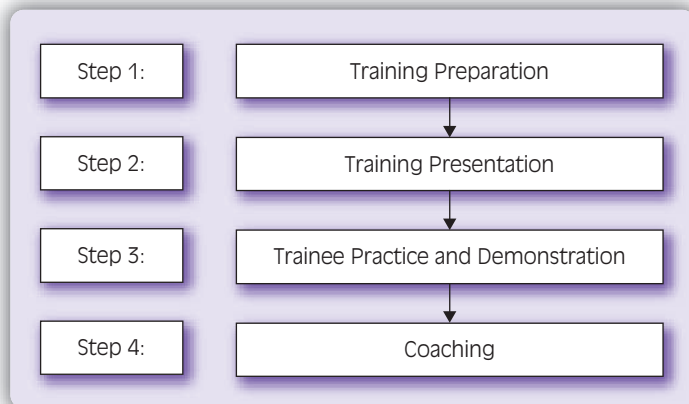 Step 1:
Training Preparation
Step 2:
Training Presentation
Step 3:
Trainee Practice and Demonstration
Step 4:
Coaching